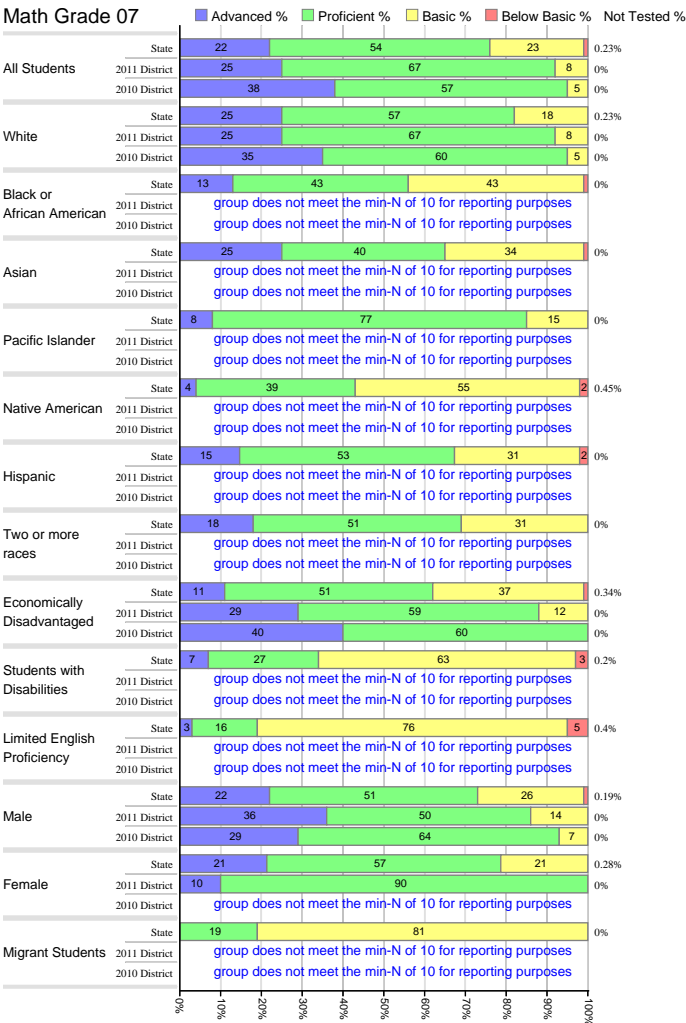 Math Grade 07 Advanced % Proficient % Basic % Below Basic % Not Tested %
All Students
State 22 54 23 0.23%
2011 District 25 67 8 0%
2010 District 38 57 5 0%
White
State 25 57 18 0.23%
2011 District 25 67 8 0%
2010 District 35 60 5 0%
Black or
African American
State 13 43 43 0%
2011 District group does not meet the min-N of 10 for reporting purposes
2010 District group does not meet the min-N of 10 for reporting purposes
Asian
State 25 40 34 0%
2011 District group does not meet the min-N of 10 for reporting purposes
2010 District group does not meet the min-N of 10 for reporting purposes
Pacific Islander
State 8 77 15 0%
2011 District group does not meet the min-N of 10 for reporting purposes
2010 District group does not meet the min-N of 10 for reporting purposes
Native American
State 4 39 55 2 0.45%
2011 District group does not meet the min-N of 10 for reporting purposes
2010 District group does not meet the min-N of 10 for reporting purposes
Hispanic
State 15 53 31 2 0%
2011 District group does not meet the min-N of 10 for reporting purposes
2010 District group does not meet the min-N of 10 for reporting purposes
Two or more
races
State 18 51 31 0%
2011 District group does not meet the min-N of 10 for reporting purposes
2010 District group does not meet the min-N of 10 for reporting purposes
Economically
Disadvantaged
State 11 51 37 0.34%
2011 District 29 59 12 0%
2010 District 40 60 0%
Students with
Disabilities
State 7 27 63 3 0.2%
2011 District group does not meet the min-N of 10 for reporting purposes
2010 District group does not meet the min-N of 10 for reporting purposes
Limited English
Proficiency
State 3 16 76 5 0.4%
2011 District group does not meet the min-N of 10 for reporting purposes
2010 District group does not meet the min-N of 10 for reporting purposes
Male
State 22 51 26 0.19%
2011 District 36 50 14 0%
2010 District 29 64 7 0%
Female
State 21 57 21 0.28%
2011 District 10 90 0%
2010 District group does not meet the min-N of 10 for reporting purposes
Migrant Students
State 19 81 0%
2011 District group does not meet the min-N of 10 for reporting purposes
2010 District group does not meet the min-N of 10 for reporting purposes
0% 10% 20% 30% 40% 50% 60% 70% 80% 90% 100%